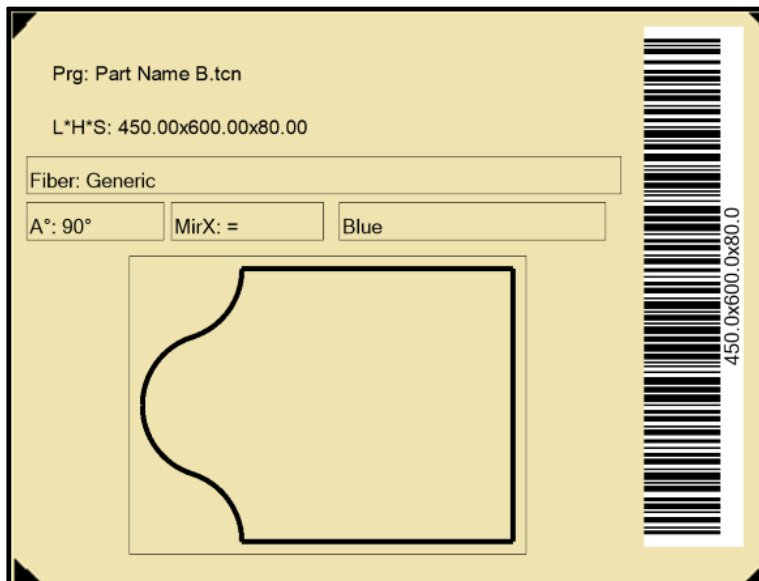 Prg: Part Name B.tcn
L*H*S: 450.00x600.00x80.00
Fiber: Generic
A°: 90°
MirX: =
Blue
450.0x600.0x80.0